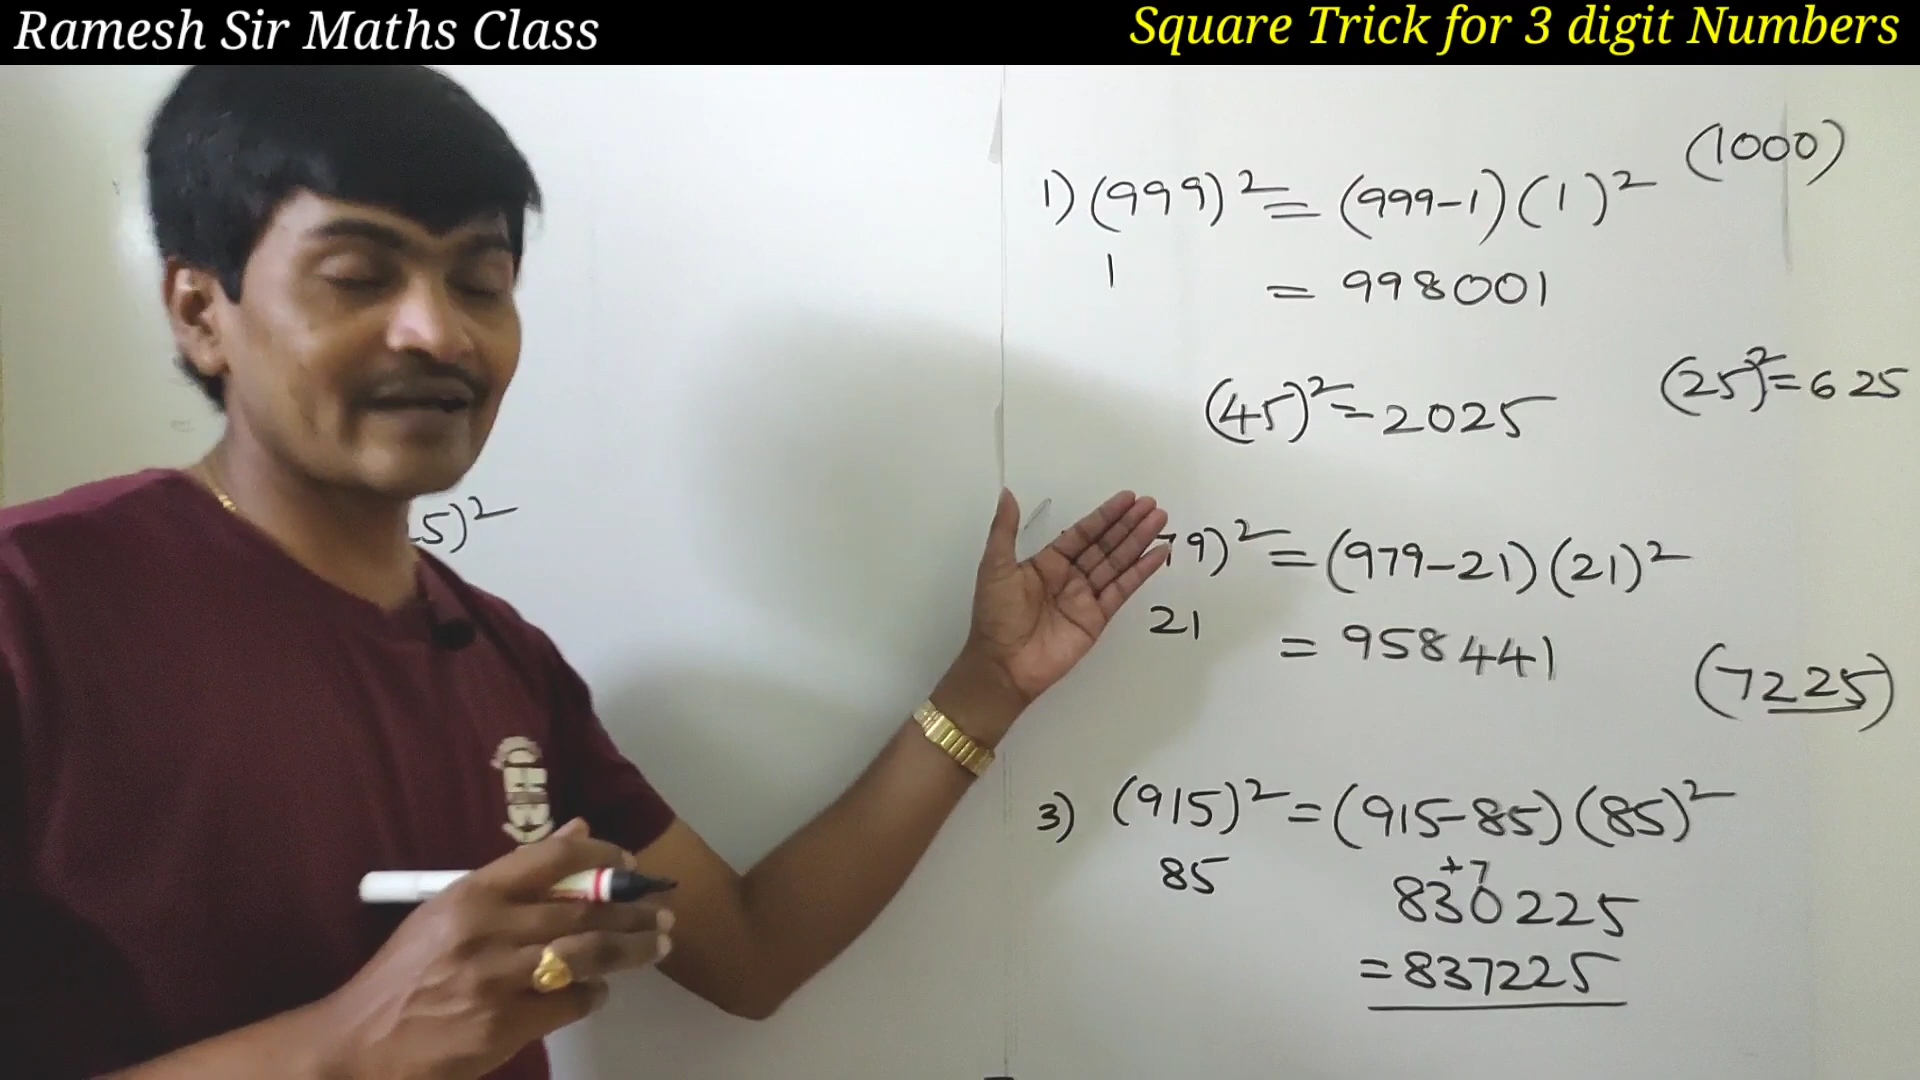 Ramesh Sir Maths Class
Square Trick for 3 digit Numbers
(1000)
1) (999)² = (999-1) (1)²
1
= 998001
(45)² = 2025
(25)² = 625
5)²
79)² = (979-21) (21)²
21
= 958441
(7225)
3) (915)² = (915-85) (85)²
85
+7
830225
= 837225